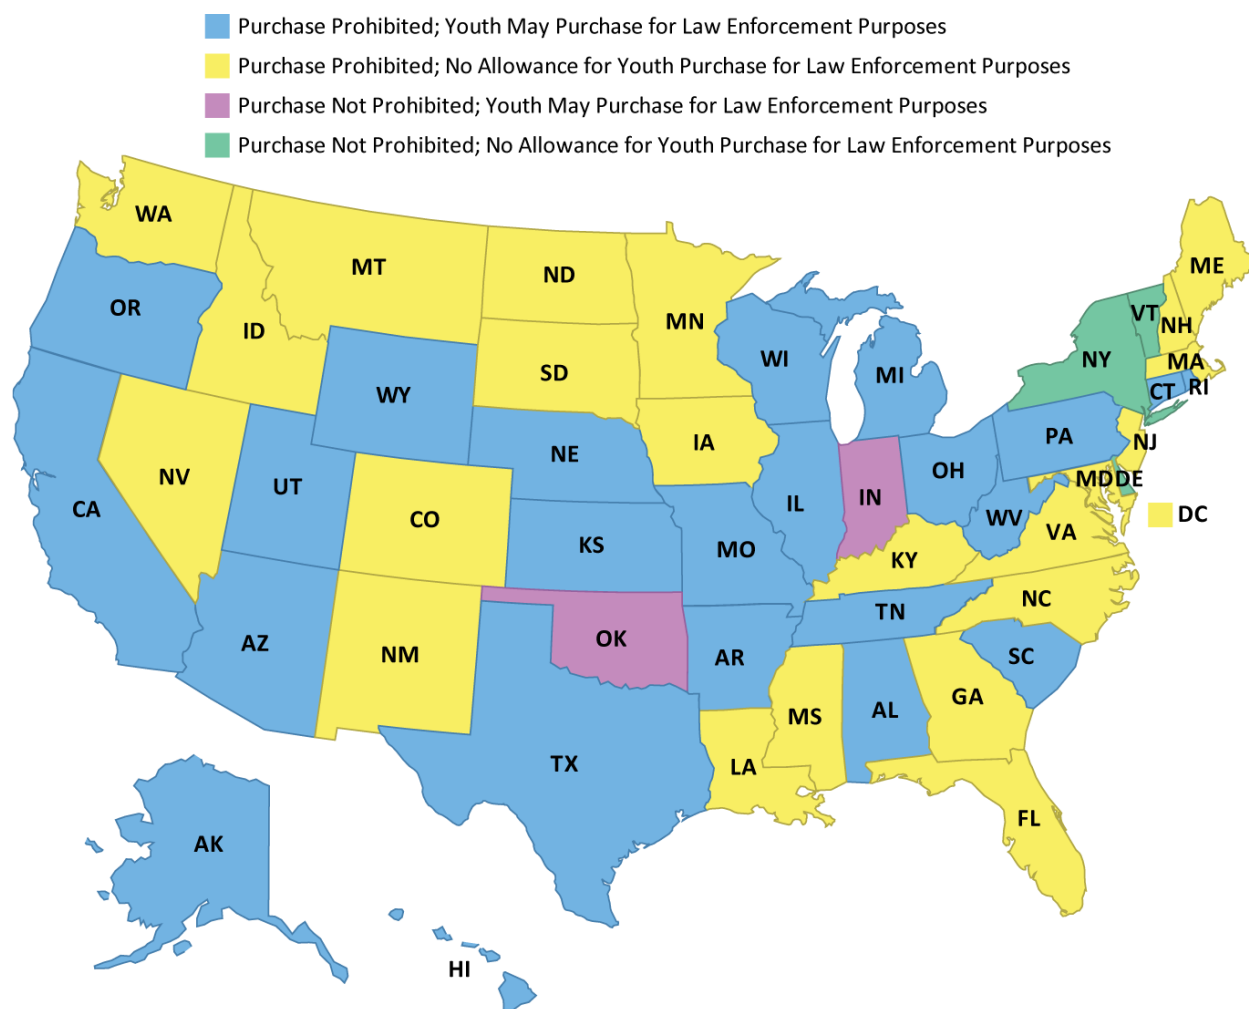 Purchase Prohibited; Youth May Purchase for Law Enforcement Purposes
Purchase Prohibited; No Allowance for Youth Purchase for Law Enforcement Purposes
Purchase Not Prohibited; Youth May Purchase for Law Enforcement Purposes
Purchase Not Prohibited; No Allowance for Youth Purchase for Law Enforcement Purposes
WA
MT
ND
ME
OR
ID
MN
VT
NH
SD
WI
NY
MA
WY
MI
CT
RI
IA
PA
NJ
NE
OH
NV
UT
MD
DE
CA
CO
IL
IN
WV
DC
VA
KS
MO
KY
NC
TN
AZ
NM
OK
AR
SC
MS
AL
GA
TX
LA
FL
AK
HI